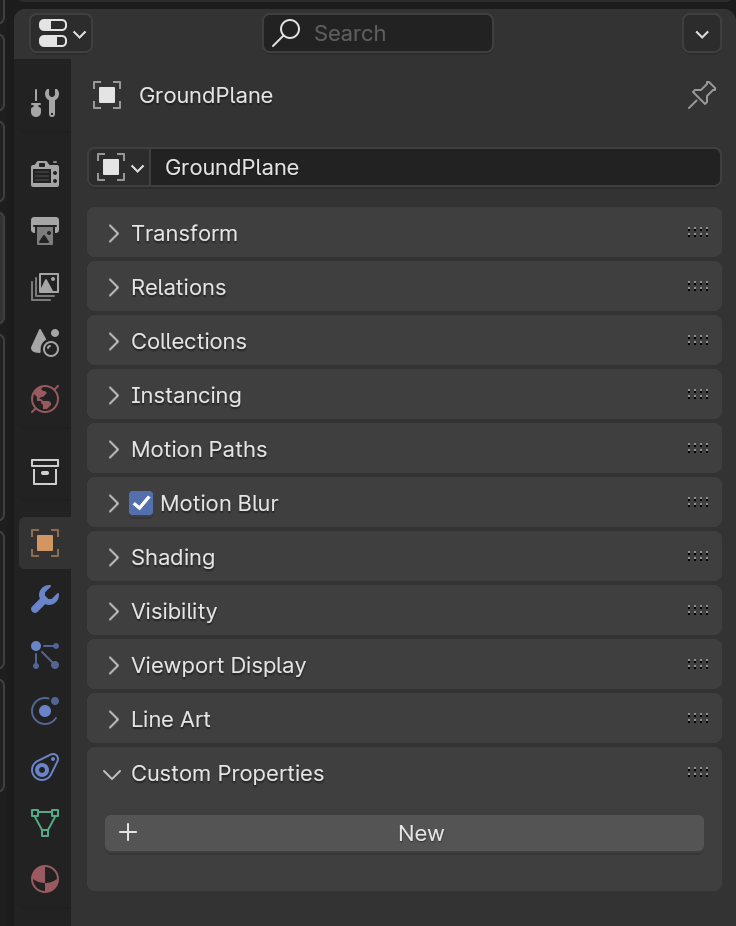 Search
GroundPlane
GroundPlane
Transform
Relations
Collections
Instancing
Motion Paths
Motion Blur
Shading
Visibility
Viewport Display
Line Art
Custom Properties
New